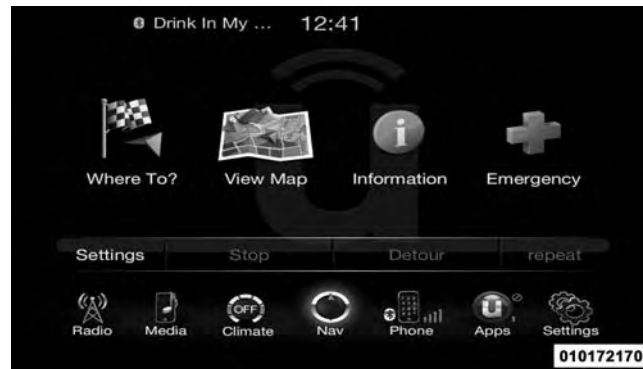 Drink In My ... 12:41
Where To? View Map Information Emergency
Settings Stop Detour repeat
OFF
Radio Media Climate Nav Phone Apps Settings
010172170